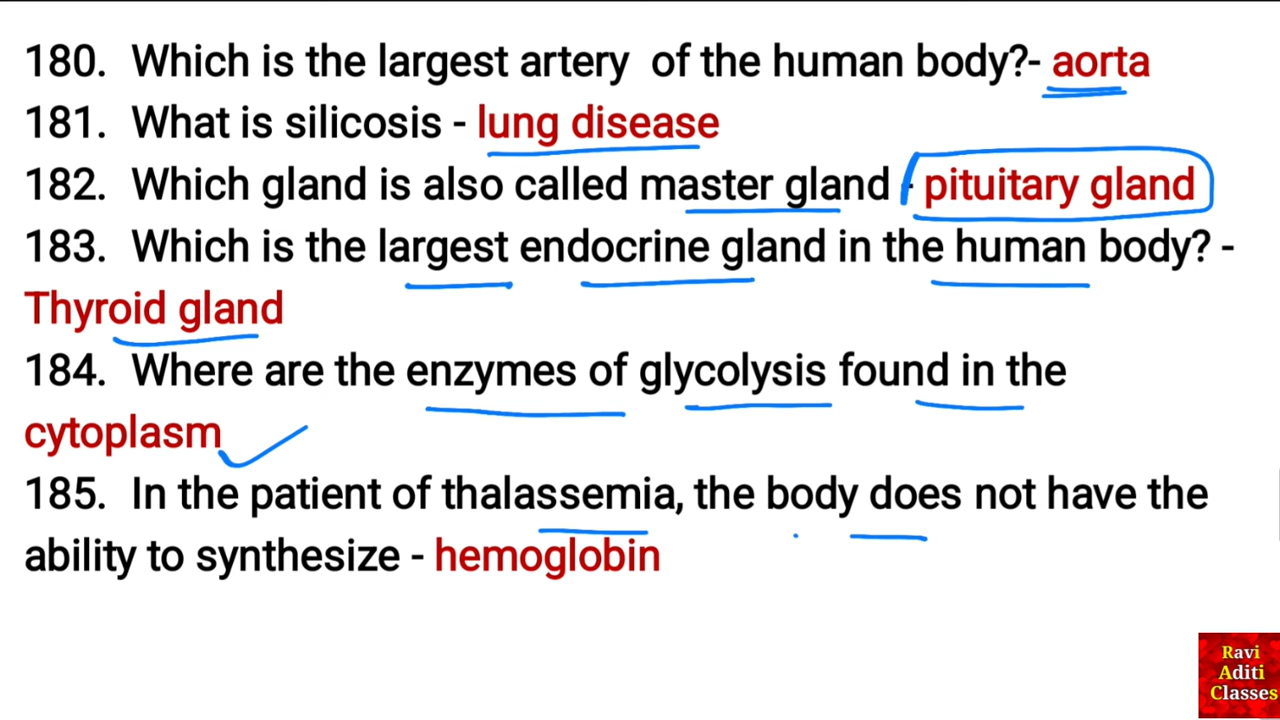 180. Which is the largest artery of the human body?- aorta
181. What is silicosis - lung disease
182. Which gland is also called master gland - pituitary gland
183. Which is the largest endocrine gland in the human body? -
Thyroid gland
184. Where are the enzymes of glycolysis found in the
cytoplasm
185. In the patient of thalassemia, the body does not have the
ability to synthesize - hemoglobin
Ravi
Aditi
Classes